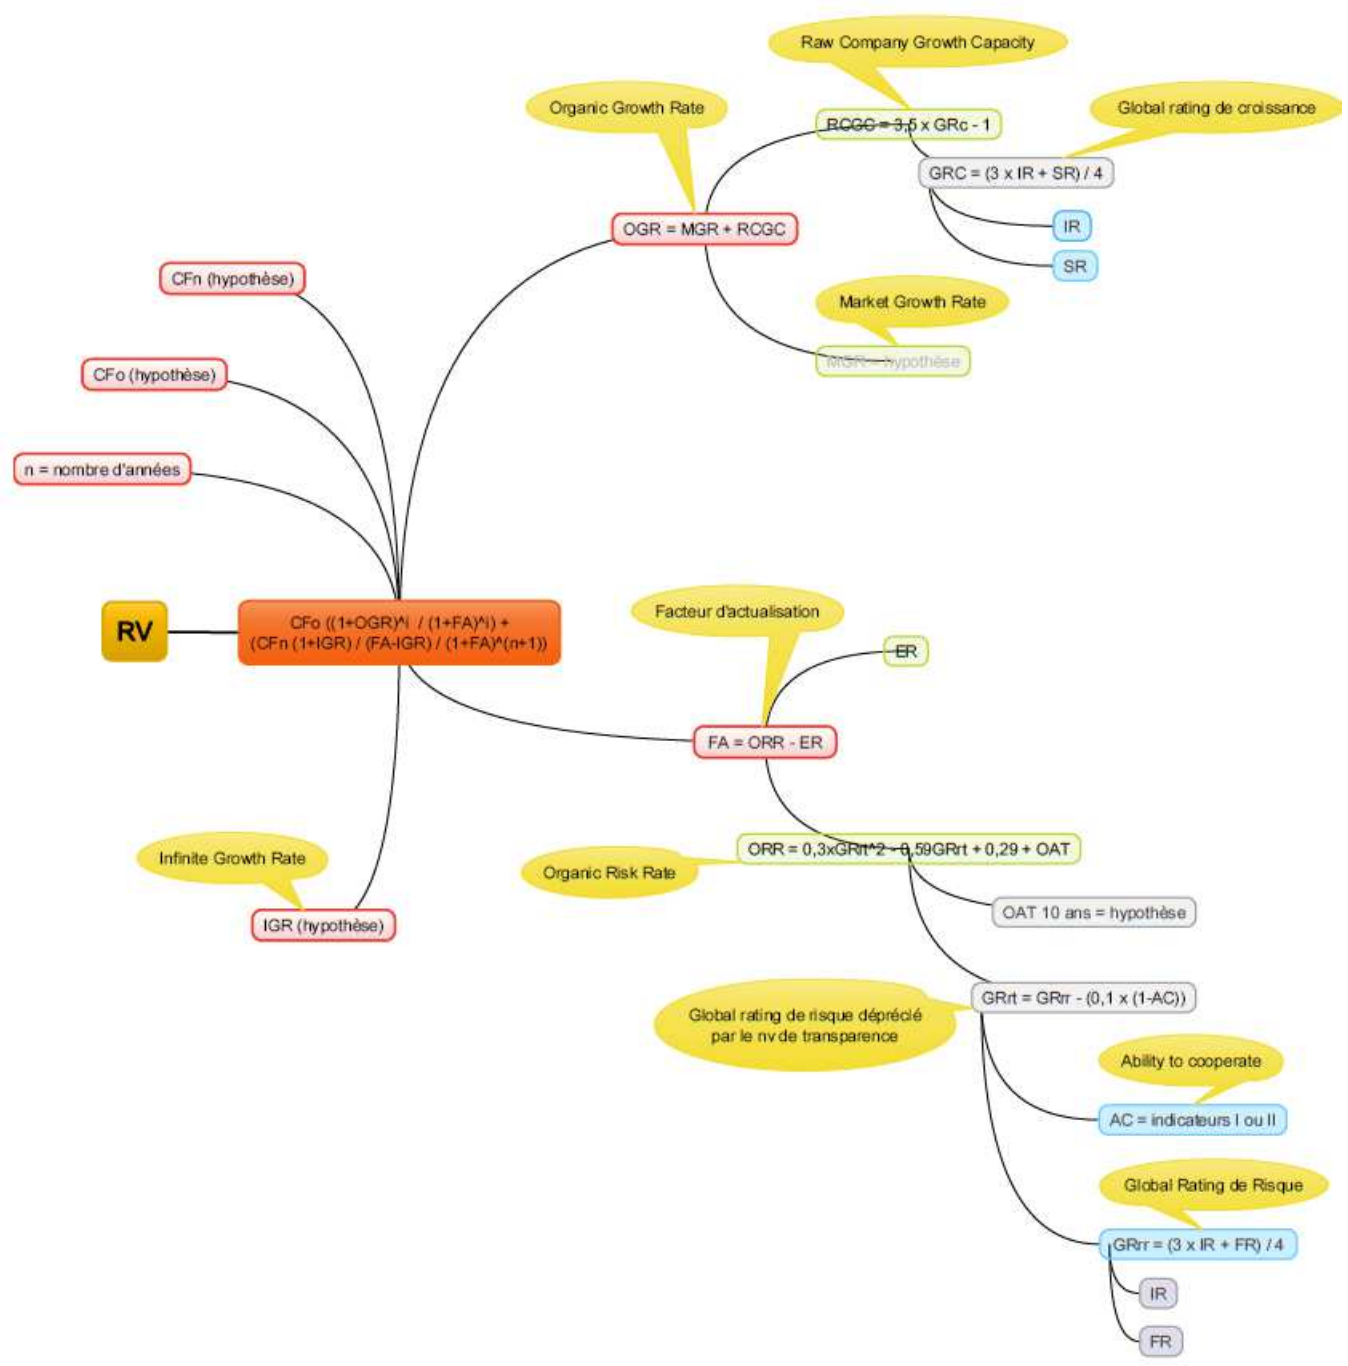 Raw Company Growth Capacity
Organic Growth Rate
Global rating de croissance
RCGC = 3,5 x GRc - 1
GRC = (3 x IR + SR) / 4
IR
SR
OGR = MGR + RCGC
CFn (hypothèse)
Market Growth Rate
MGR = hypothèse
CFo (hypothèse)
n = nombre d'années
RV
CFo ((1+OGR)^i / (1+FA)^i) +
(CFn (1+IGR) / (FA-IGR) / (1+FA)^(n+1))
Facteur d'actualisation
ER
FA = ORR - ER
Infinite Growth Rate
IGR (hypothèse)
ORR = 0,3xGRrt^2 - 0,59GRrt + 0,29 + OAT
Organic Risk Rate
OAT 10 ans = hypothèse
GRrt = GRrr - (0,1 x (1-AC))
Global rating de risque déprécié
par le nv de transparence
Ability to cooperate
AC = indicateurs I ou II
Global Rating de Risque
GRrr = (3 x IR + FR) / 4
IR
FR